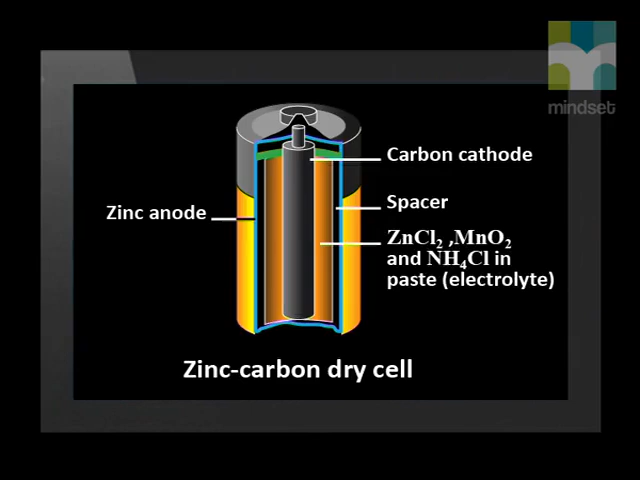 mindset
Carbon cathode
Spacer
Zinc anode
ZnCl₂ ,MnO₂
and NH₄Cl in
paste (electrolyte)
Zinc-carbon dry cell